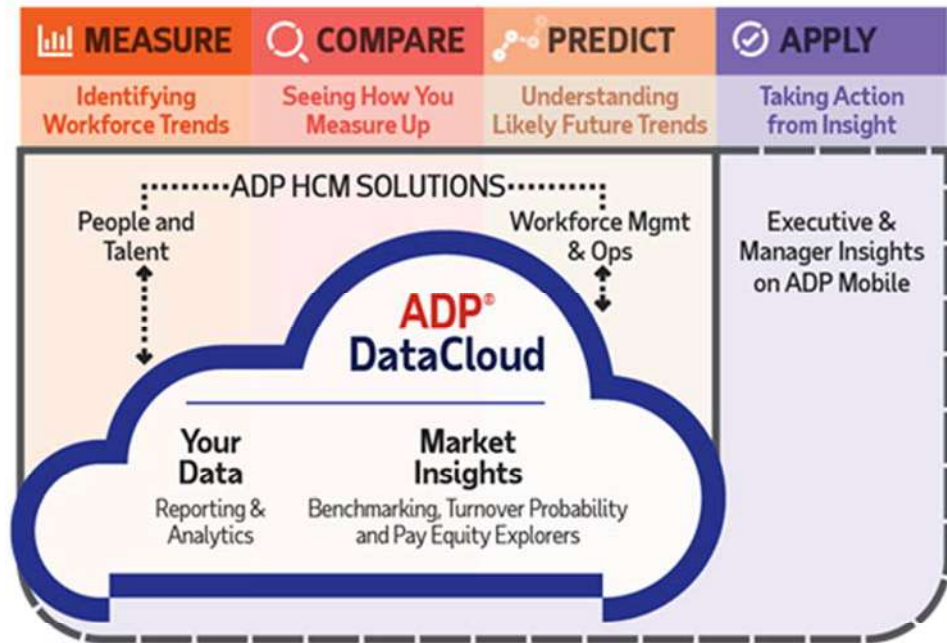 MEASURE
COMPARE
PREDICT
APPLY
Identifying
Workforce Trends
Seeing How You
Measure Up
Understanding
Likely Future Trends
Taking Action
from Insight
ADP HCM SOLUTIONS
People and
Talent
Workforce Mgmt
& Ops
Executive &
Manager Insights
on ADP Mobile
ADP®
DataCloud
Your
Data
Reporting &
Analytics
Market
Insights
Benchmarking, Turnover Probability
and Pay Equity Explorers